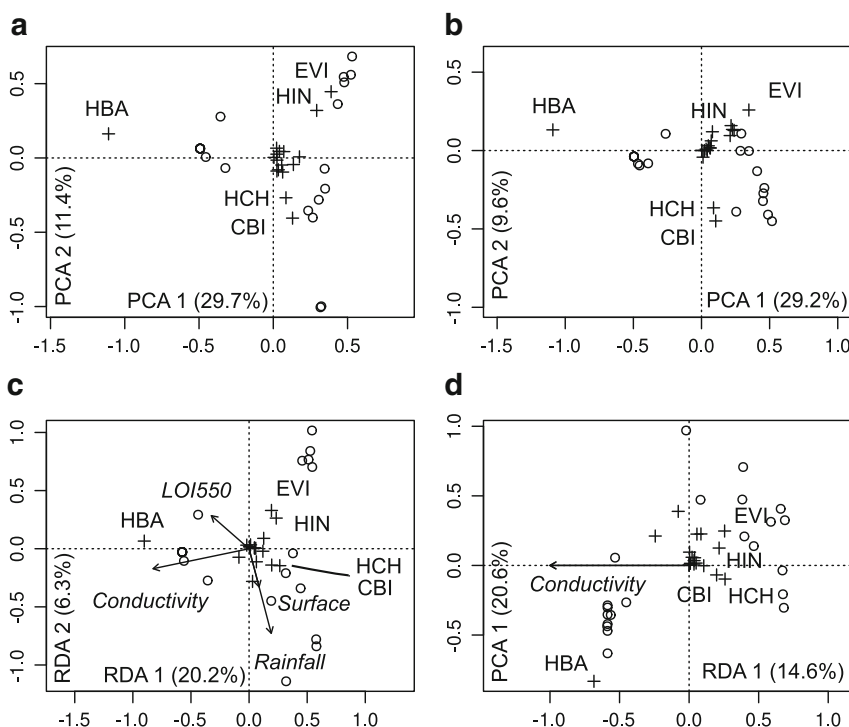 a
EVI
HIN
HBA
HCH
CBI
PCA 2 (11.4%)
PCA 1 (29.7%)
0.5
0.0
-0.5
-1.0
-1.5 -1.0 -0.5 0.0 0.5
b
EVI
HIN
HBA
HCH
CBI
PCA 2 (9.6%)
PCA 1 (29.2%)
0.5
0.0
-0.5
-1.0
-1.5 -1.0 -0.5 0.0 0.5 1.0
c
LOI550
EVI
HBA
HIN
HCH
CBI
Conductivity
Surface
Rainfall
RDA 2 (6.3%)
RDA 1 (20.2%)
1.0
0.5
0.0
-0.5
-1.0
-1.5 -1.0 -0.5 0.0 0.5 1.0
d
EVI
HIN
Conductivity
CBI
HCH
HBA
PCA 1 (20.6%)
RDA 1 (14.6%)
1.0
0.5
0.0
-0.5
-1.5 -1.0 -0.5 0.0 0.5 1.0